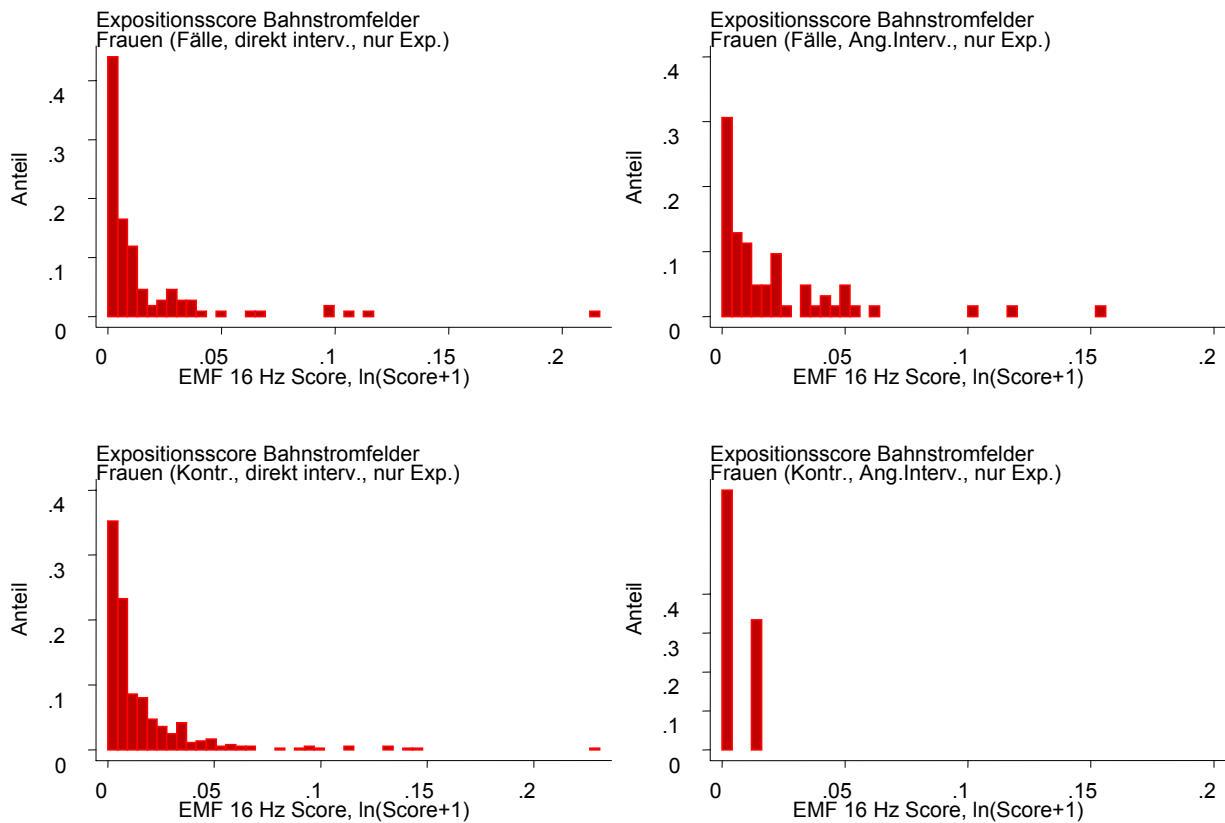 Expositionsscore Bahnstromfelder
Frauen (Fälle, direkt interv., nur Exp.)
Anteil
.4
.3
.2
.1
0
0
.05
.1
.15
.2
EMF 16 Hz Score, ln(Score+1)
Expositionsscore Bahnstromfelder
Frauen (Fälle, Ang.Interv., nur Exp.)
Anteil
.4
.3
.2
.1
0
0
.05
.1
.15
.2
EMF 16 Hz Score, ln(Score+1)
Expositionsscore Bahnstromfelder
Frauen (Kontr., direkt interv., nur Exp.)
Anteil
.4
.3
.2
.1
0
0
.05
.1
.15
.2
EMF 16 Hz Score, ln(Score+1)
Expositionsscore Bahnstromfelder
Frauen (Kontr., Ang.Interv., nur Exp.)
Anteil
.4
.3
.2
.1
0
0
.05
.1
.15
.2
EMF 16 Hz Score, ln(Score+1)